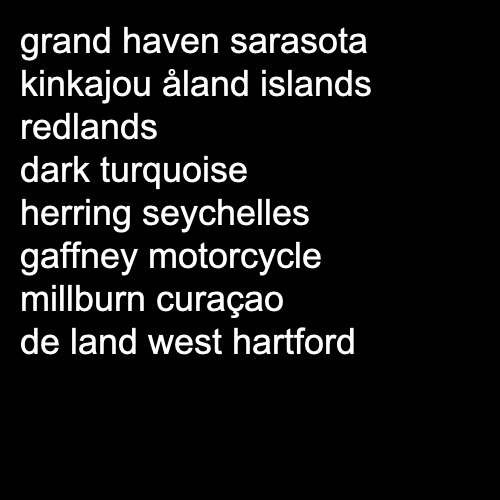 grand haven sarasota
kinkajou åland islands
redlands
dark turquoise
herring seychelles
gaffney motorcycle
millburn curaçao
de land west hartford